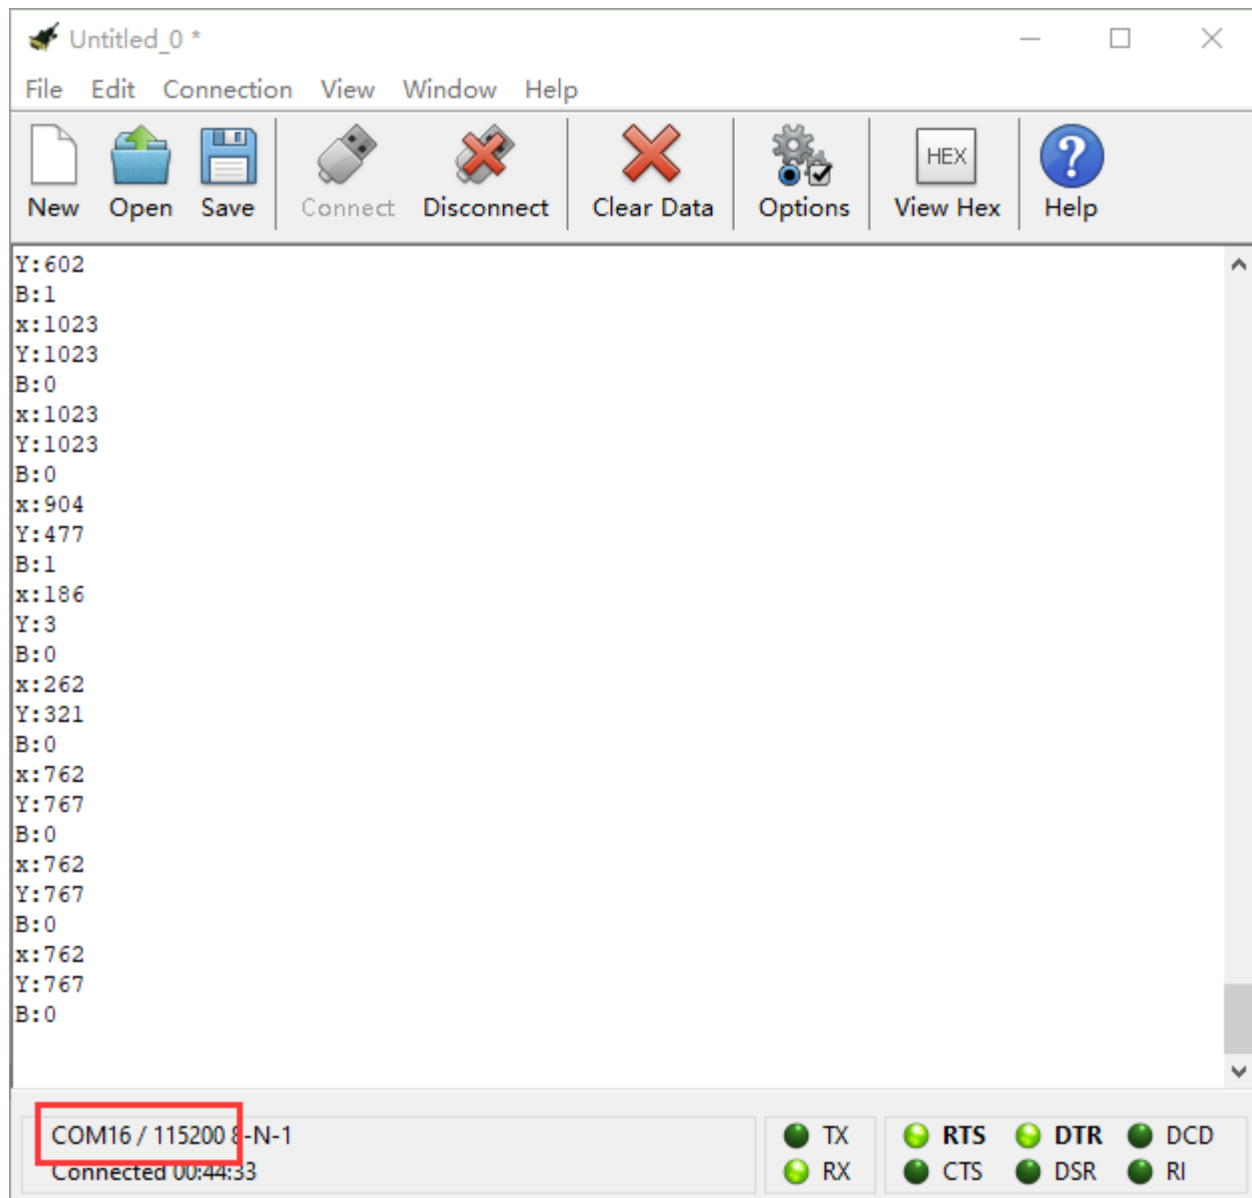 Untitled_0 *
File Edit Connection View Window Help
New Open Save Connect Disconnect Clear Data Options HEX View Hex ? Help
Y:602
B:1
x:1023
Y:1023
B:0
x:1023
Y:1023
B:0
x:904
Y:477
B:1
x:186
Y:3
B:0
x:262
Y:321
B:0
x:762
Y:767
B:0
x:762
Y:767
B:0
x:762
Y:767
B:0
COM16 / 115200 8-N-1
Connected 00:44:33
TX RTS DTR DCD
RX CTS DSR RI